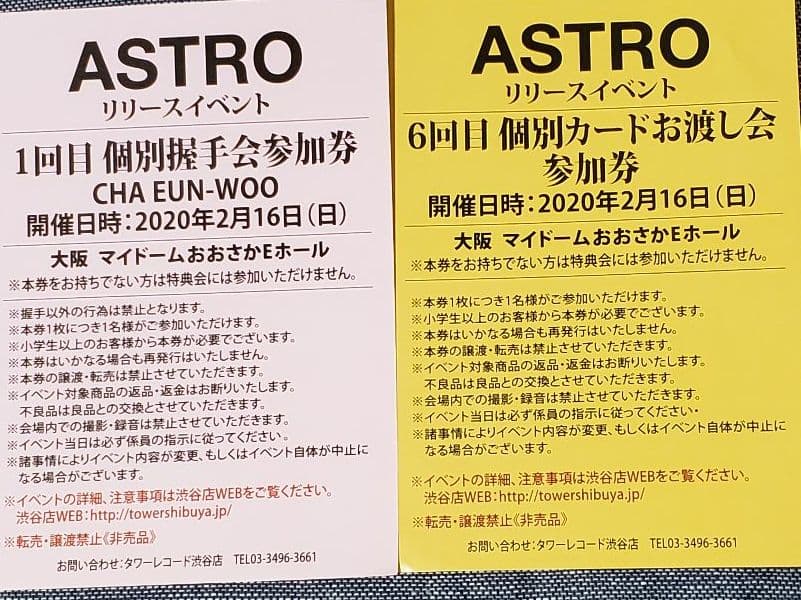 ASTRO
リリースイベント
1回目 個別握手会参加券
CHA EUN-WOO
開催日時:2020年2月16日(日)
大阪 マイドームおおさかEホール
※本券をお持ちでない方は特典会には参加いただけません。
※握手以外の行為は禁止となります。
※本券1枚につき1名様がご参加いただけます。
※小学生以上のお客様から本券が必要でございます。
※本券はいかなる場合も再発行はいたしません。
※本券の譲渡・転売は禁止させていただきます。
※イベント対象商品の返品・返金はお断りいたします。
不良品は良品との交換とさせていただきます。
※会場内での撮影・録音は禁止させていただきます。
※イベント当日は必ず係員の指示に従ってください。
※諸事情によりイベント内容が変更、もしくはイベント自体が中止に
なる場合がございます。
※イベントの詳細、注意事項は渋谷店WEBをご覧ください。
渋谷店WEB:http://towershibuya.jp/
※転売・譲渡禁止《非売品》
お問い合わせ:タワーレコード渋谷店 TEL03-3496-3661
ASTRO
リリースイベント
6回目 個別カードお渡し会
参加券
開催日時:2020年2月16日(日)
大阪 マイドームおおさかEホール
※本券をお持ちでない方は特典会には参加いただけません。
※本券1枚につき1名様がご参加いただけます。
※小学生以上のお客様から本券が必要でございます。
※本券はいかなる場合も再発行はいたしません。
※本券の譲渡・転売は禁止させていただきます。
※イベント対象商品の返品・返金はお断りいたします。
不良品は良品との交換とさせていただきます。
※会場内での撮影・録音は禁止させていただきます。
※イベント当日は必ず係員の指示に従ってください・
※諸事情によりイベント内容が変更、もしくはイベント自体が中止に
なる場合がございます。
※イベントの詳細、注意事項は渋谷店WEBをご覧ください。
渋谷店WEB:http://towershibuya.jp/
※転売・譲渡禁止《非売品》
お問い合わせ:タワーレコード渋谷店 TEL03-3496-3661